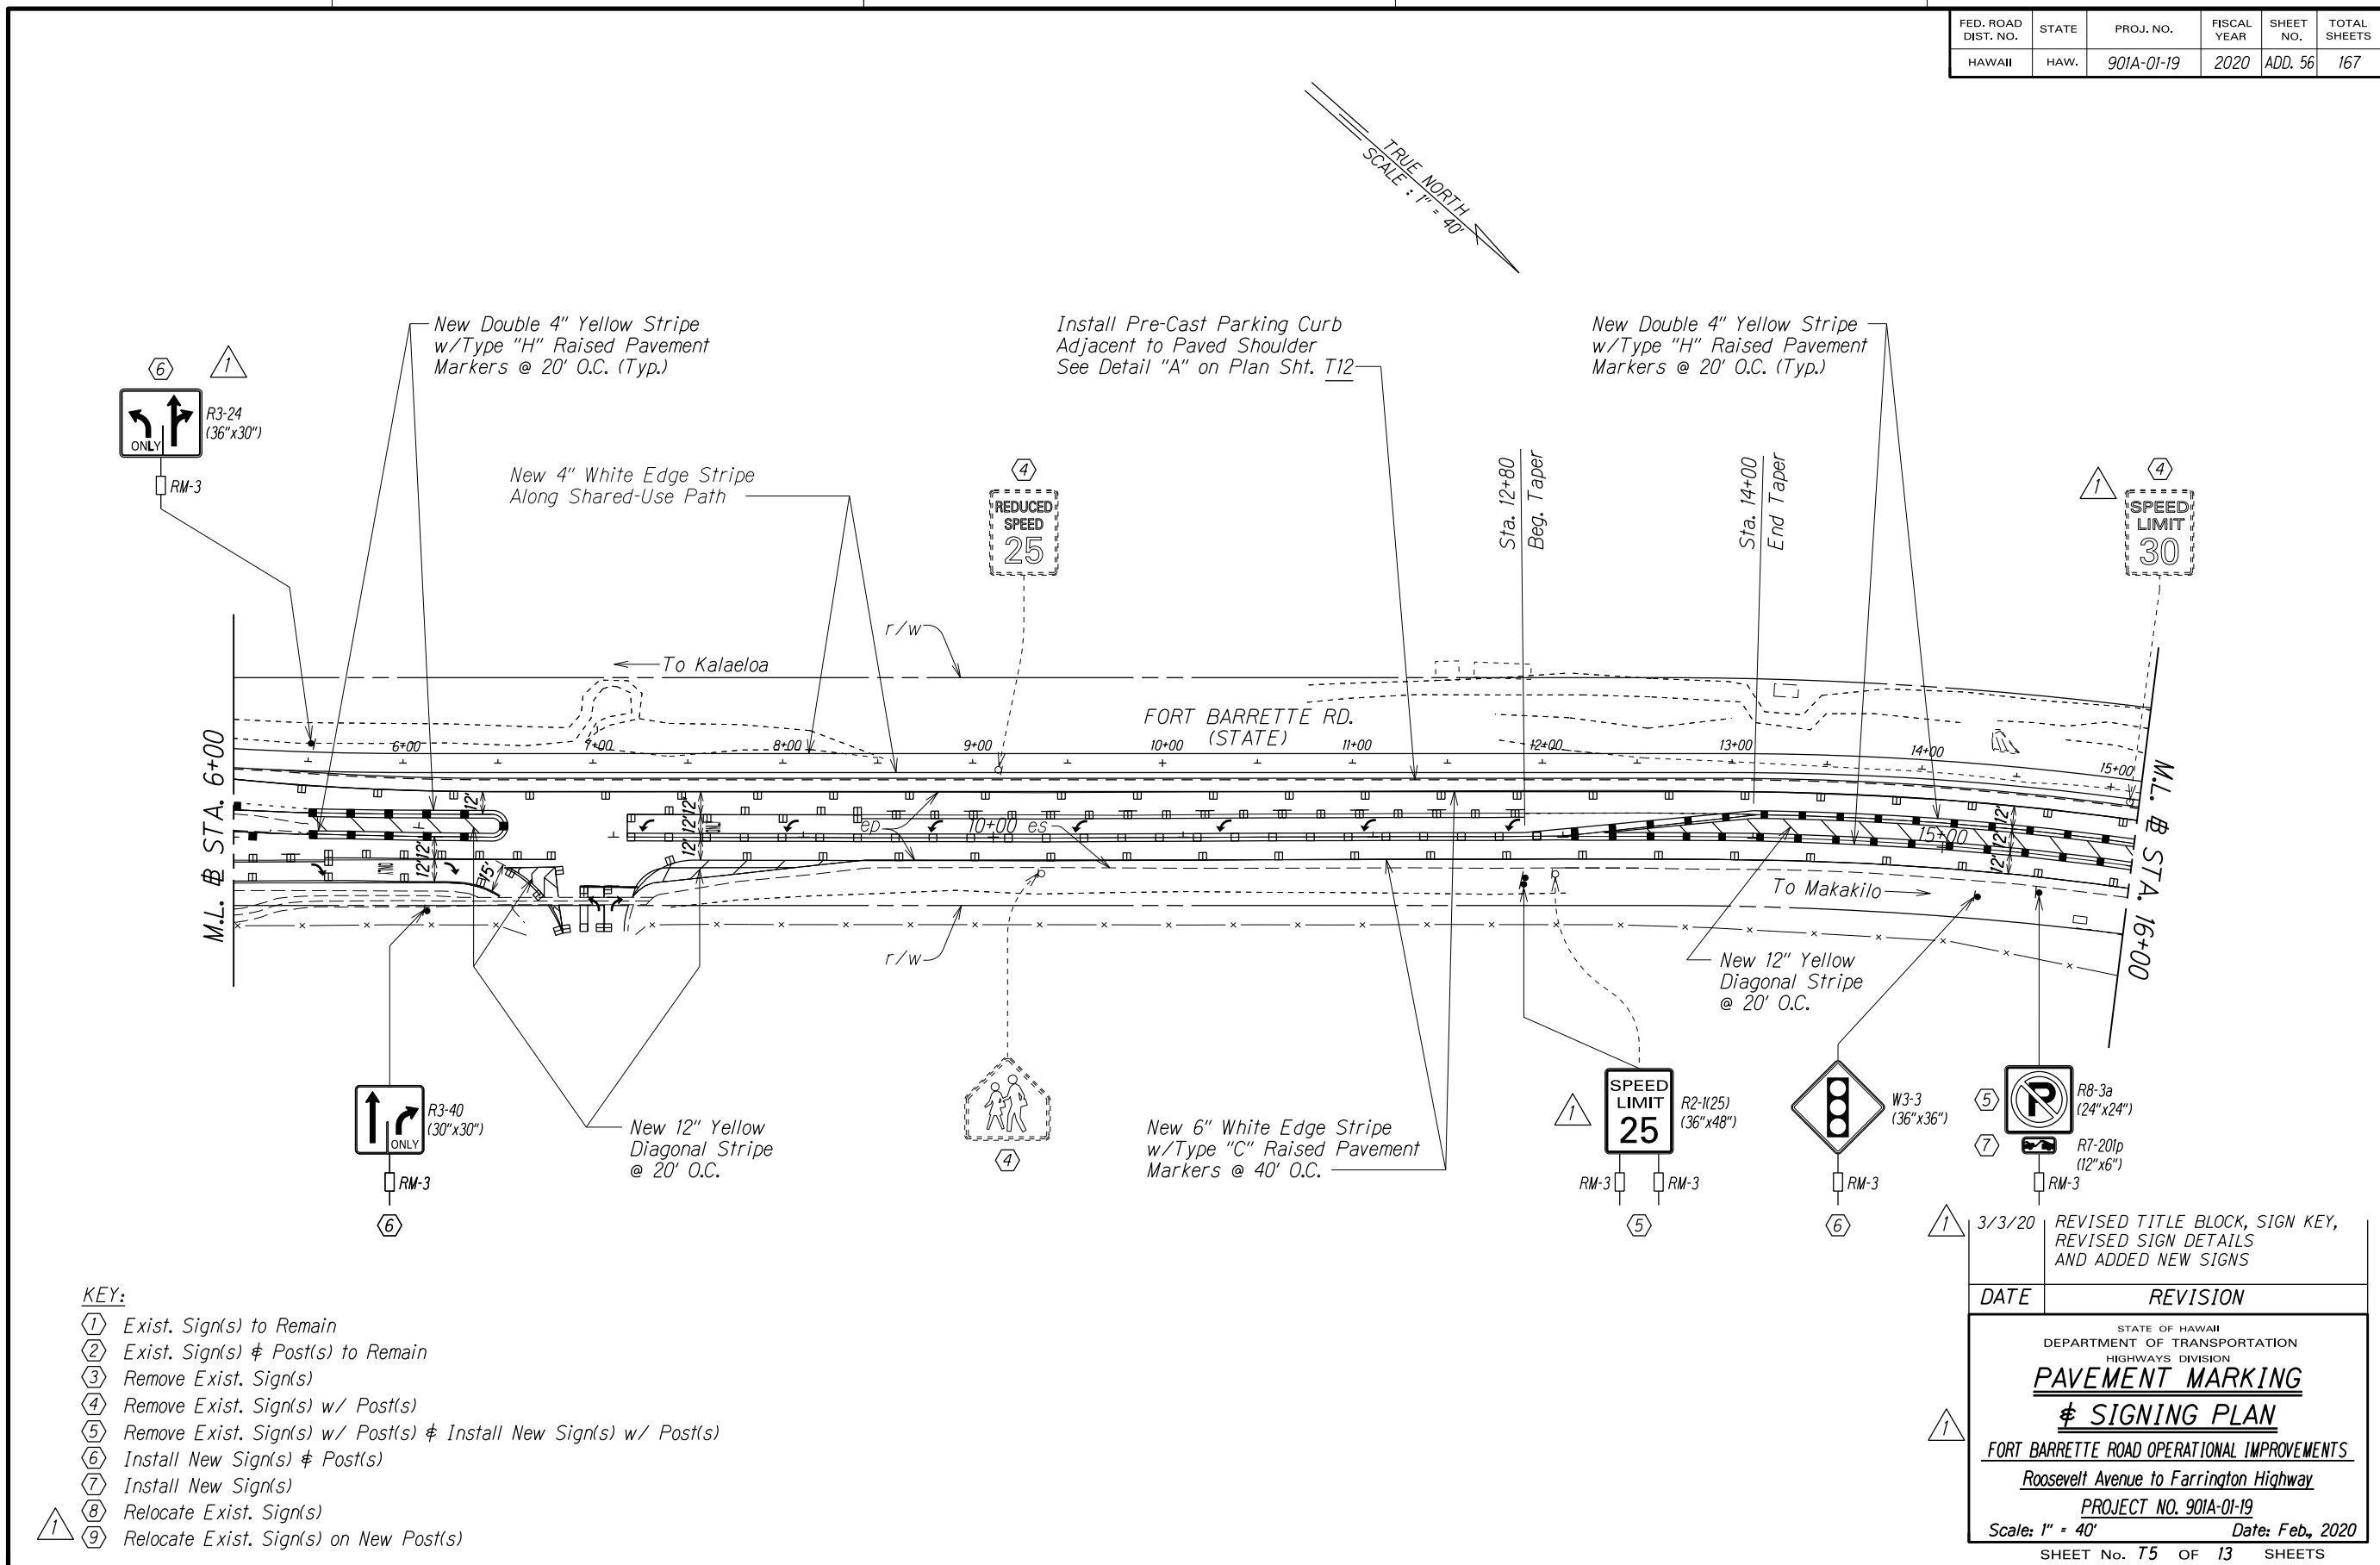 FED. ROAD DIST. NO.
STATE
PROJ. NO.
FISCAL YEAR
SHEET NO.
TOTAL SHEETS
HAWAII
HAW.
901A-01-19
2020
ADD. 56
167
TRUE NORTH
SCALE : 1" = 40'
New Double 4" Yellow Stripe
w/Type "H" Raised Pavement
Markers @ 20' O.C. (Typ.)
Install Pre-Cast Parking Curb
Adjacent to Paved Shoulder
See Detail "A" on Plan Sht. T12
New Double 4" Yellow Stripe
w/Type "H" Raised Pavement
Markers @ 20' O.C. (Typ.)
6
1
ONLY
R3-24
(36"x30")
RM-3
New 4" White Edge Stripe
Along Shared-Use Path
4
REDUCED
SPEED
25
Sta. 12+80
Beg. Taper
Sta. 14+00
End Taper
1
4
SPEED
LIMIT
30
r/w
To Kalaeloa
FORT BARRETTE RD.
(STATE)
6+00
7+00
8+00
9+00
10+00
11+00
12+00
13+00
14+00
15+00
M.L. ⅊ STA. 6+00
M.L. ⅊ STA. 16+00
12'
12'
12'
12'
12'
12'
15'
12'
12'
12'
ep
10+00
es
15+00
To Makakilo
r/w
New 12" Yellow
Diagonal Stripe
@ 20' O.C.
ONLY
R3-40
(30"x30")
RM-3
6
New 12" Yellow
Diagonal Stripe
@ 20' O.C.
4
New 6" White Edge Stripe
w/Type "C" Raised Pavement
Markers @ 40' O.C.
1
SPEED
LIMIT
25
R2-1(25)
(36"x48")
RM-3
RM-3
5
W3-3
(36"x36")
RM-3
6
5
P
R8-3a
(24"x24")
7
R7-201p
(12"x6")
RM-3
1
3/3/20
REVISED TITLE BLOCK, SIGN KEY,
REVISED SIGN DETAILS
AND ADDED NEW SIGNS
DATE
REVISION
KEY:
1 Exist. Sign(s) to Remain
2 Exist. Sign(s) & Post(s) to Remain
3 Remove Exist. Sign(s)
4 Remove Exist. Sign(s) w/ Post(s)
5 Remove Exist. Sign(s) w/ Post(s) & Install New Sign(s) w/ Post(s)
6 Install New Sign(s) & Post(s)
7 Install New Sign(s)
8 Relocate Exist. Sign(s)
1
9 Relocate Exist. Sign(s) on New Post(s)
STATE OF HAWAII
DEPARTMENT OF TRANSPORTATION
HIGHWAYS DIVISION
PAVEMENT MARKING
& SIGNING PLAN
1
FORT BARRETTE ROAD OPERATIONAL IMPROVEMENTS
Roosevelt Avenue to Farrington Highway
PROJECT NO. 901A-01-19
Scale: 1" = 40' Date: Feb., 2020
SHEET No. T5 OF 13 SHEETS